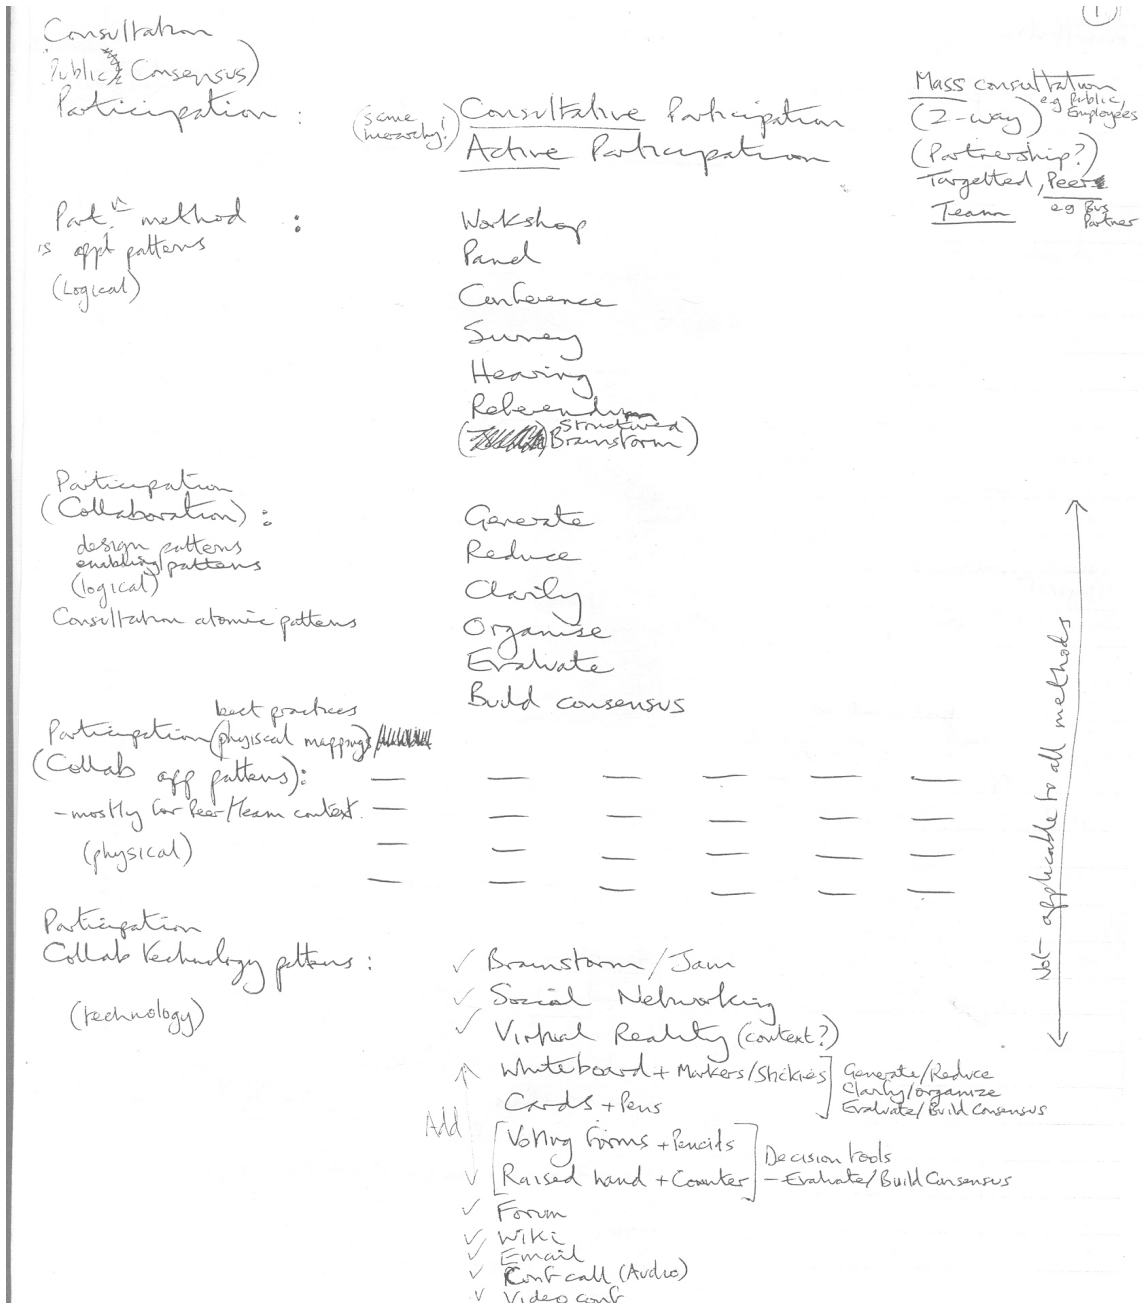 1
Consultation
Public Consensus)
Participation :
(same hierarchy!)
Consultative Participation
Active Participation
Mass consultation
e.g Public, Employees
(2-way)
(Partnership?)
Targetted, Peer
eg Bus Partner
Team
Part.n method :
is appt patterns
(Logical)
Workshop
Panel
Conference
Survey
Hearing
Referendum
(Structured Brainstorm)
Participation
(Collaboration) :
design patterns
enabling patterns
(logical)
Consultation atomic patterns
Generate
Reduce
Clarify
Organise
Evaluate
Build consensus
best practices
Participation (physical mappings)
(Collab app patterns):
- mostly for Peer/Team context.
(physical)
Not applicable to all methods
Participation
Collab technology patterns :
(technology)
✓ Brainstorm/Jam
✓ Social Networking
✓ Virtual Reality (context?)
Add
Whiteboard + Markers/Stickies
Cards + Pens
Generate/Reduce
Clarify/organize
Evaluate/Build Consensus
Voting forms + Pencils
Raised hand + Counter
Decision tools
- Evaluate/Build Consensus
✓ Forum
✓ Wiki
✓ Email
✓ Conf call (Audio)
✓ Video conf